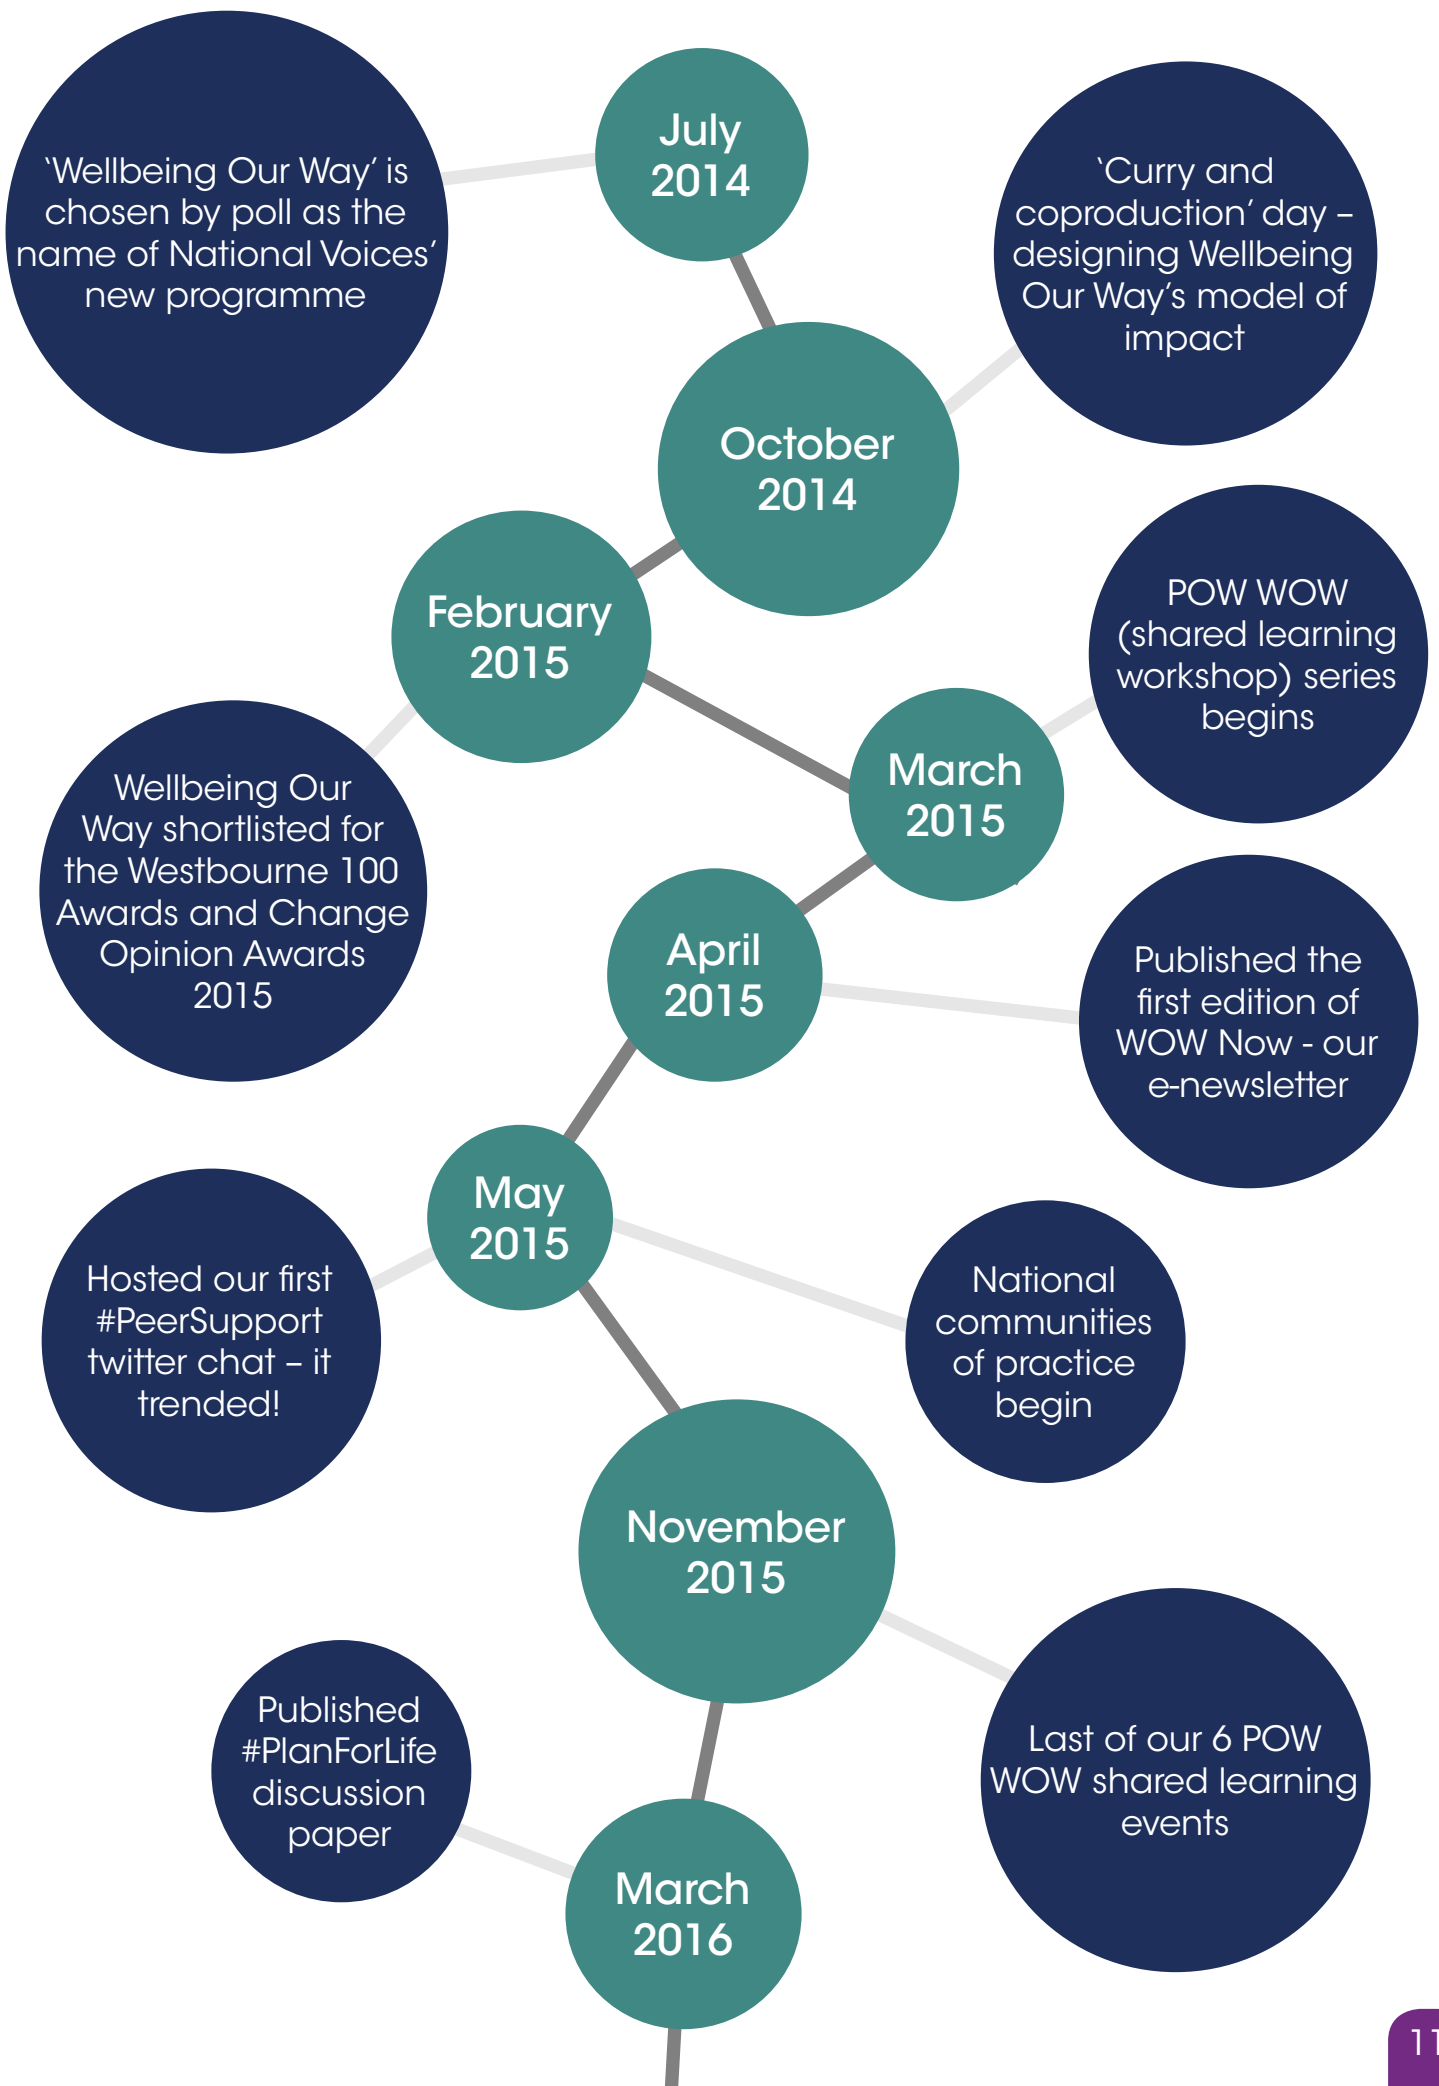 ‘Wellbeing Our Way’ is
chosen by poll as the
name of National Voices’
new programme
July
2014
‘Curry and
coproduction’ day –
designing Wellbeing
Our Way’s model of
impact
October
2014
February
2015
Wellbeing Our
Way shortlisted for
the Westbourne 100
Awards and Change
Opinion Awards
2015
POW WOW
(shared learning
workshop) series
begins
March
2015
April
2015
Published the
first edition of
WOW Now - our
e-newsletter
May
2015
Hosted our first
#PeerSupport
twitter chat – it
trended!
National
communities
of practice
begin
November
2015
Last of our 6 POW
WOW shared learning
events
Published
#PlanForLife
discussion
paper
March
2016
11